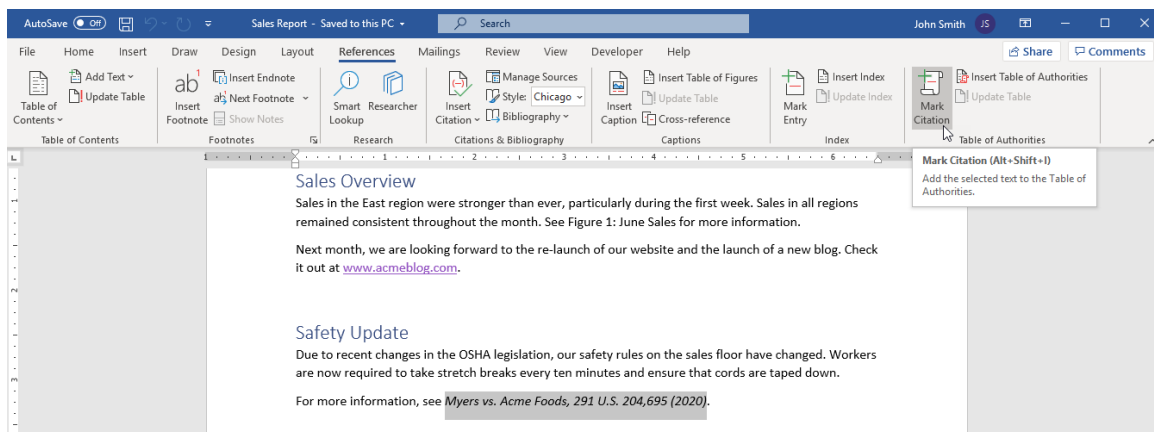 AutoSave Off Sales Report - Saved to this PC Search John Smith JS
File Home Insert Draw Design Layout References Mailings Review View Developer Help Share Comments
Table of Contents
Add Text
Update Table
Table of Contents
ab1
Insert Footnote
Insert Endnote
Next Footnote
Show Notes
Footnotes
Smart Lookup
Researcher
Research
Insert Citation
Manage Sources
Style: Chicago
Bibliography
Citations & Bibliography
Insert Caption
Insert Table of Figures
Update Table
Cross-reference
Captions
Mark Entry
Insert Index
Update Index
Index
Mark Citation
Insert Table of Authorities
Update Table
Table of Authorities
1 1 2 3 4 5 6
Mark Citation (Alt+Shift+I)
Add the selected text to the Table of
Authorities.
Sales Overview
Sales in the East region were stronger than ever, particularly during the first week. Sales in all regions
remained consistent throughout the month. See Figure 1: June Sales for more information.
Next month, we are looking forward to the re-launch of our website and the launch of a new blog. Check
it out at www.acmeblog.com.
Safety Update
Due to recent changes in the OSHA legislation, our safety rules on the sales floor have changed. Workers
are now required to take stretch breaks every ten minutes and ensure that cords are taped down.
For more information, see Myers vs. Acme Foods, 291 U.S. 204,695 (2020).